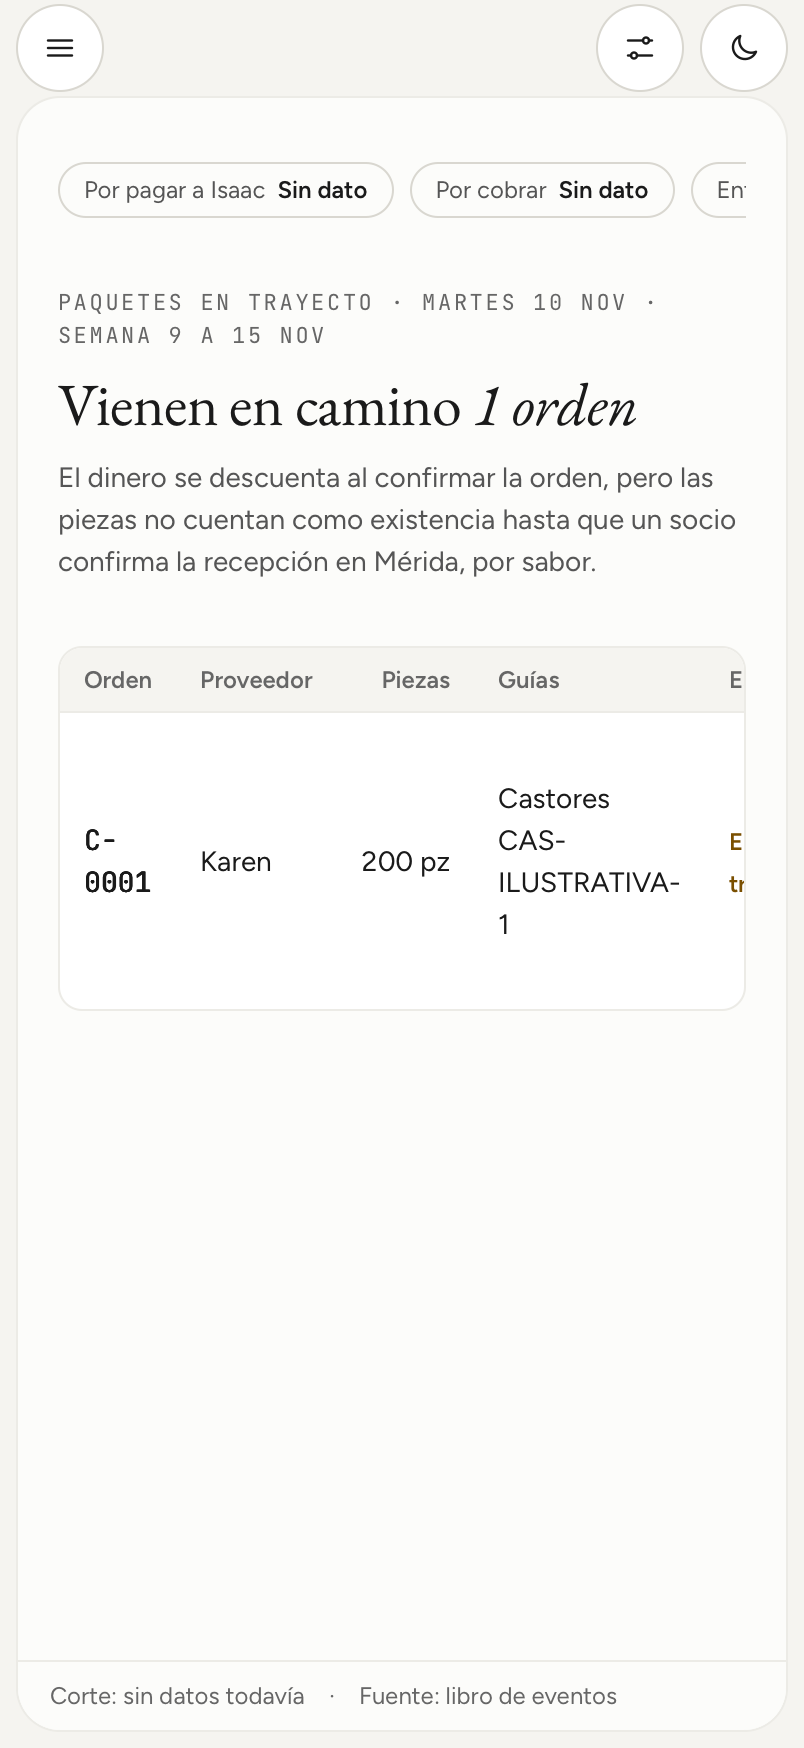 Por pagar a Isaac Sin dato
Por cobrar Sin dato
PAQUETES EN TRAYECTO · MARTES 10 NOV ·
SEMANA 9 A 15 NOV
Vienen en camino 1 orden
El dinero se descuenta al confirmar la orden, pero las
piezas no cuentan como existencia hasta que un socio
confirma la recepción en Mérida, por sabor.
Orden Proveedor Piezas Guías
C-
0001
Karen
200 pz
Castores
CAS-
ILUSTRATIVA-
1
Corte: sin datos todavía · Fuente: libro de eventos